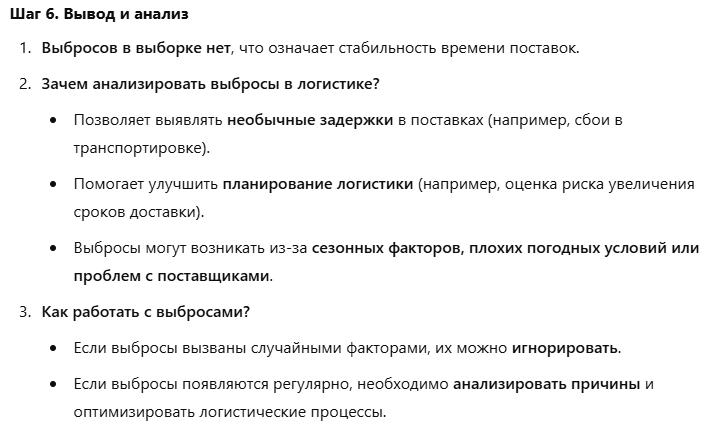 Шаг 6. Вывод и анализ
1. Выбросов в выборке нет, что означает стабильность времени поставок.
2. Зачем анализировать выбросы в логистике?
• Позволяет выявлять необычные задержки в поставках (например, сбои в
транспортировке).
• Помогает улучшить планирование логистики (например, оценка риска увеличения
сроков доставки).
• Выбросы могут возникать из-за сезонных факторов, плохих погодных условий или
проблем с поставщиками.
3. Как работать с выбросами?
• Если выбросы вызваны случайными факторами, их можно игнорировать.
• Если выбросы появляются регулярно, необходимо анализировать причины и
оптимизировать логистические процессы.